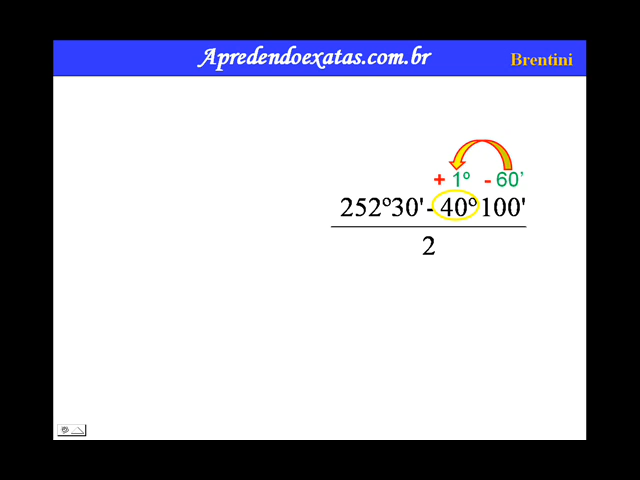 Apredendoexatas.com.br
Brentini
+ 1º - 60’
252º30' - 40º100'
2